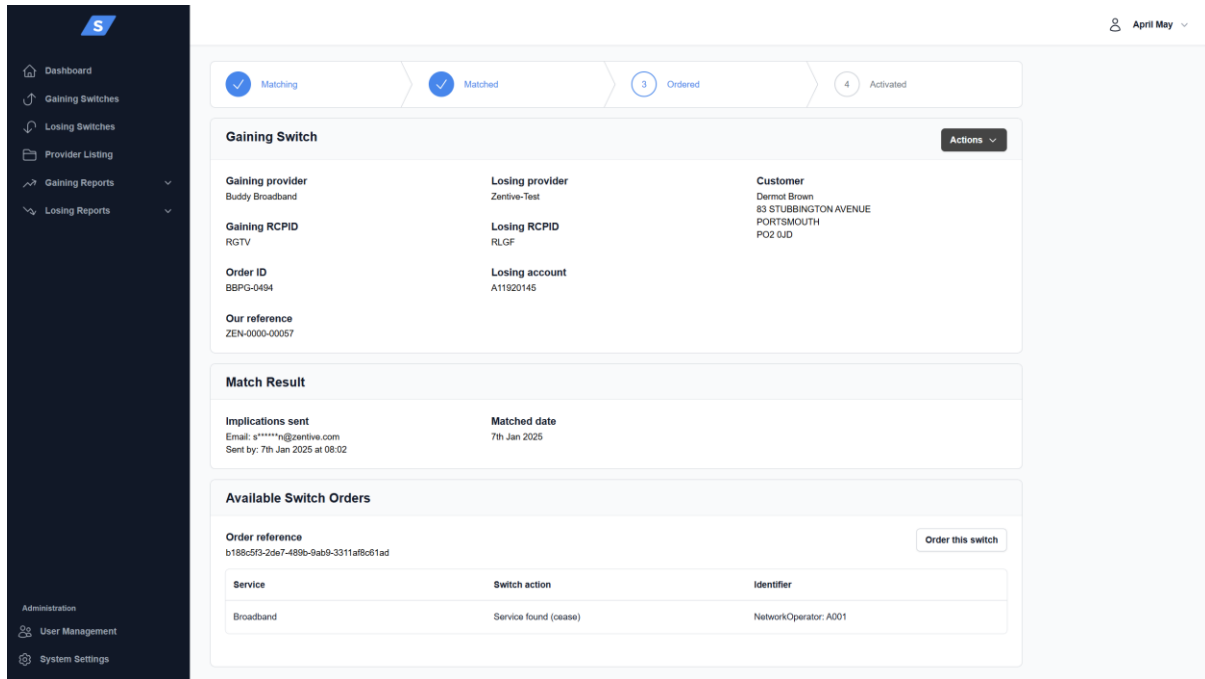 S
April May
Dashboard
Gaining Switches
Losing Switches
Provider Listing
Gaining Reports
Losing Reports
Administration
User Management
System Settings
Matching
Matched
3 Ordered
4 Activated
Gaining Switch
Actions
Gaining provider
Buddy Broadband
Gaining RCPID
RGTV
Order ID
BBPG-0494
Our reference
ZEN-0000-00057
Losing provider
Zentive-Test
Losing RCPID
RLGF
Losing account
A11920145
Customer
Dermot Brown
83 STUBBINGTON AVENUE
PORTSMOUTH
PO2 0JD
Match Result
Implications sent
Email: s******n@zentive.com
Sent by: 7th Jan 2025 at 08:02
Matched date
7th Jan 2025
Available Switch Orders
Order reference
b188c5f3-2de7-489b-9ab9-3311af8c61ad
Order this switch
Service Switch action Identifier
Broadband Service found (cease) NetworkOperator: A001